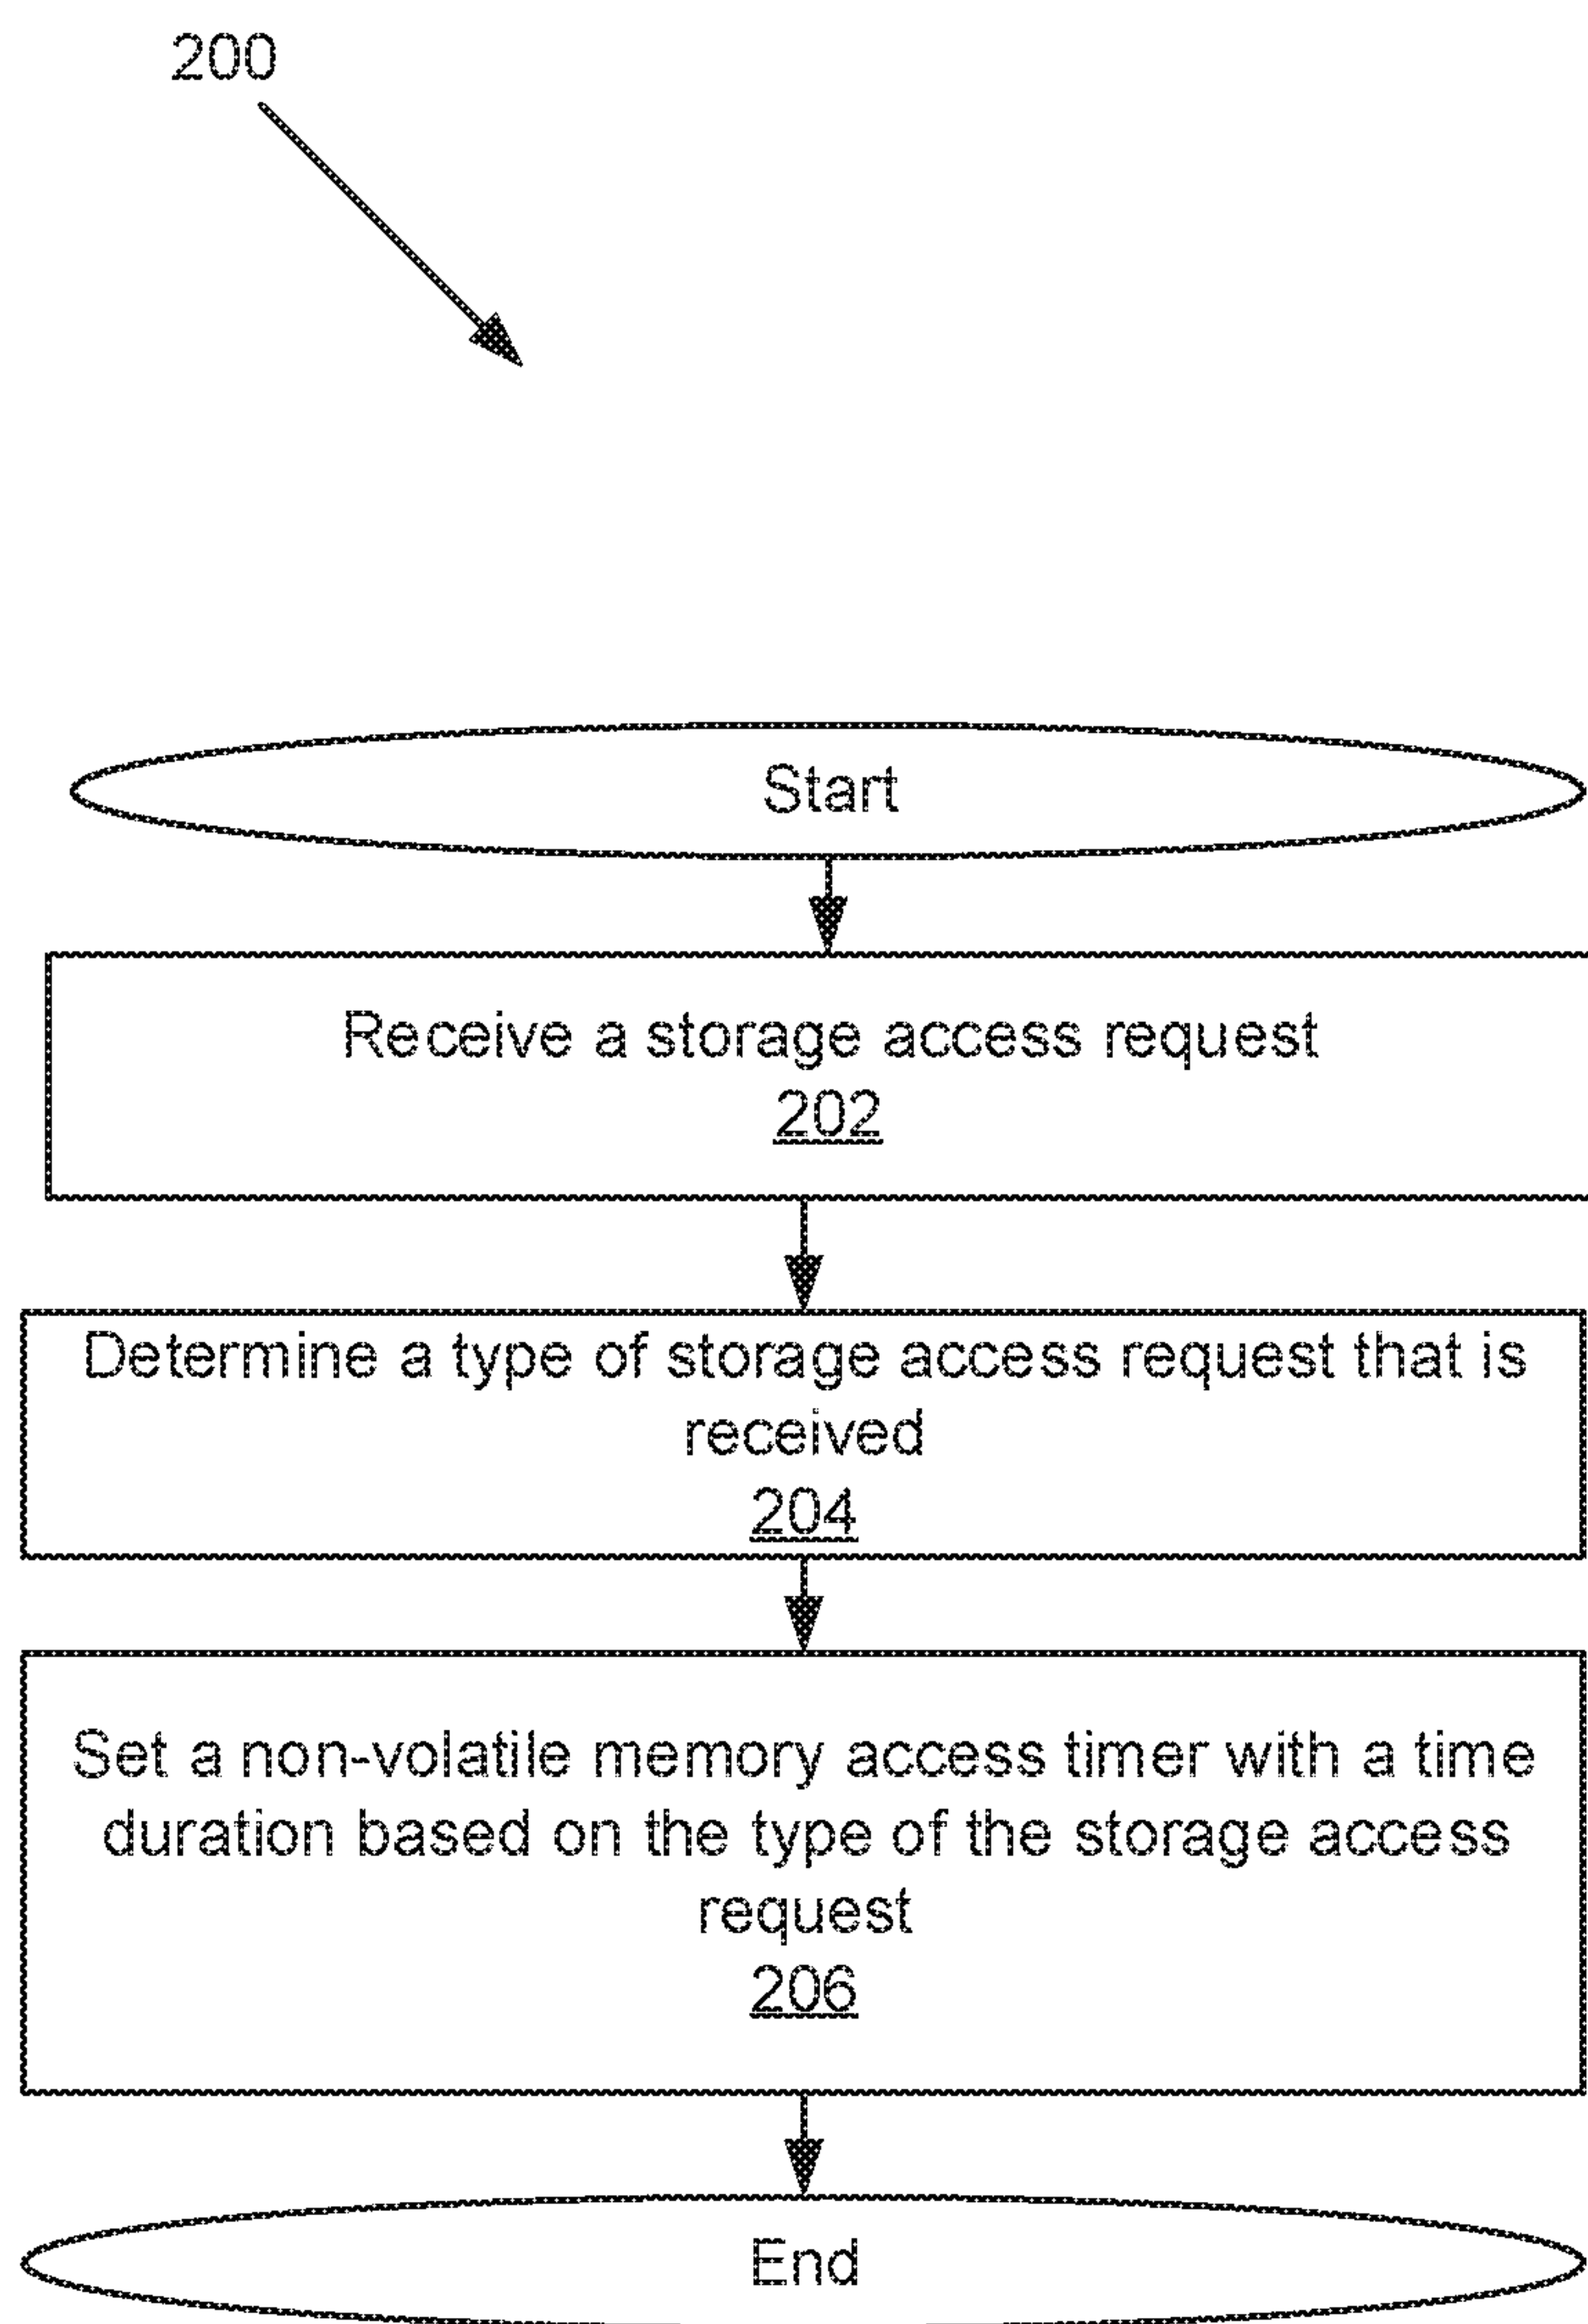 200
Start
Receive a storage access request
202
Determine a type of storage access request that is
received
204
Set a non-volatile memory access timer with a time
duration based on the type of the storage access
request
206
End